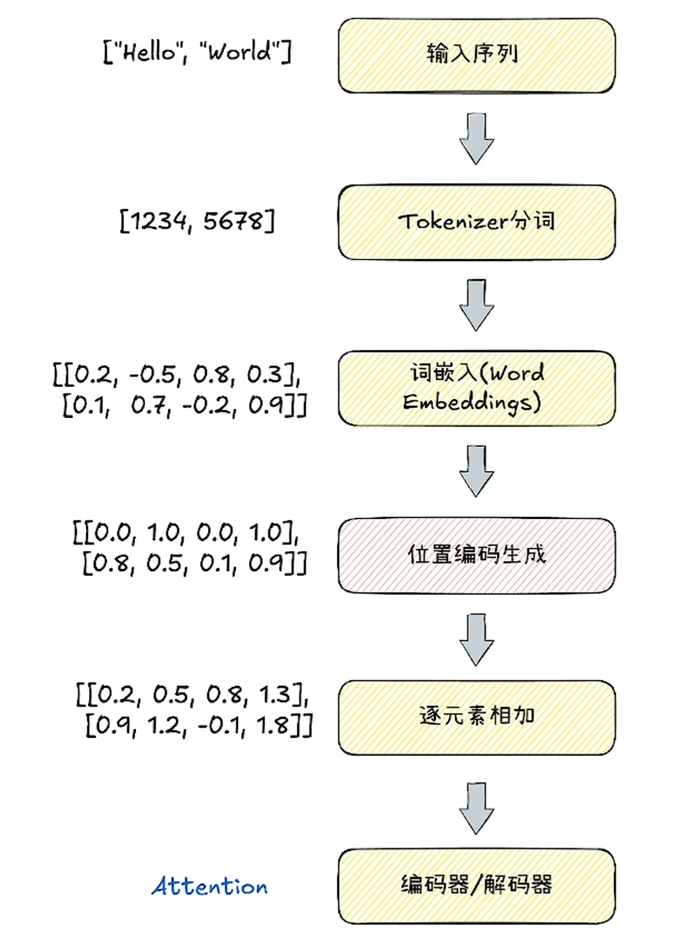 ["Hello", "World"]
输入序列
[1234, 5678]
Tokenizer分词
[[0.2, -0.5, 0.8, 0.3],
[0.1, 0.7, -0.2, 0.9]]
词嵌入(Word
Embeddings)
[[0.0, 1.0, 0.0, 1.0],
[0.8, 0.5, 0.1, 0.9]]
位置编码生成
[[0.2, 0.5, 0.8, 1.3],
[0.9, 1.2, -0.1, 1.8]]
逐元素相加
Attention
编码器/解码器